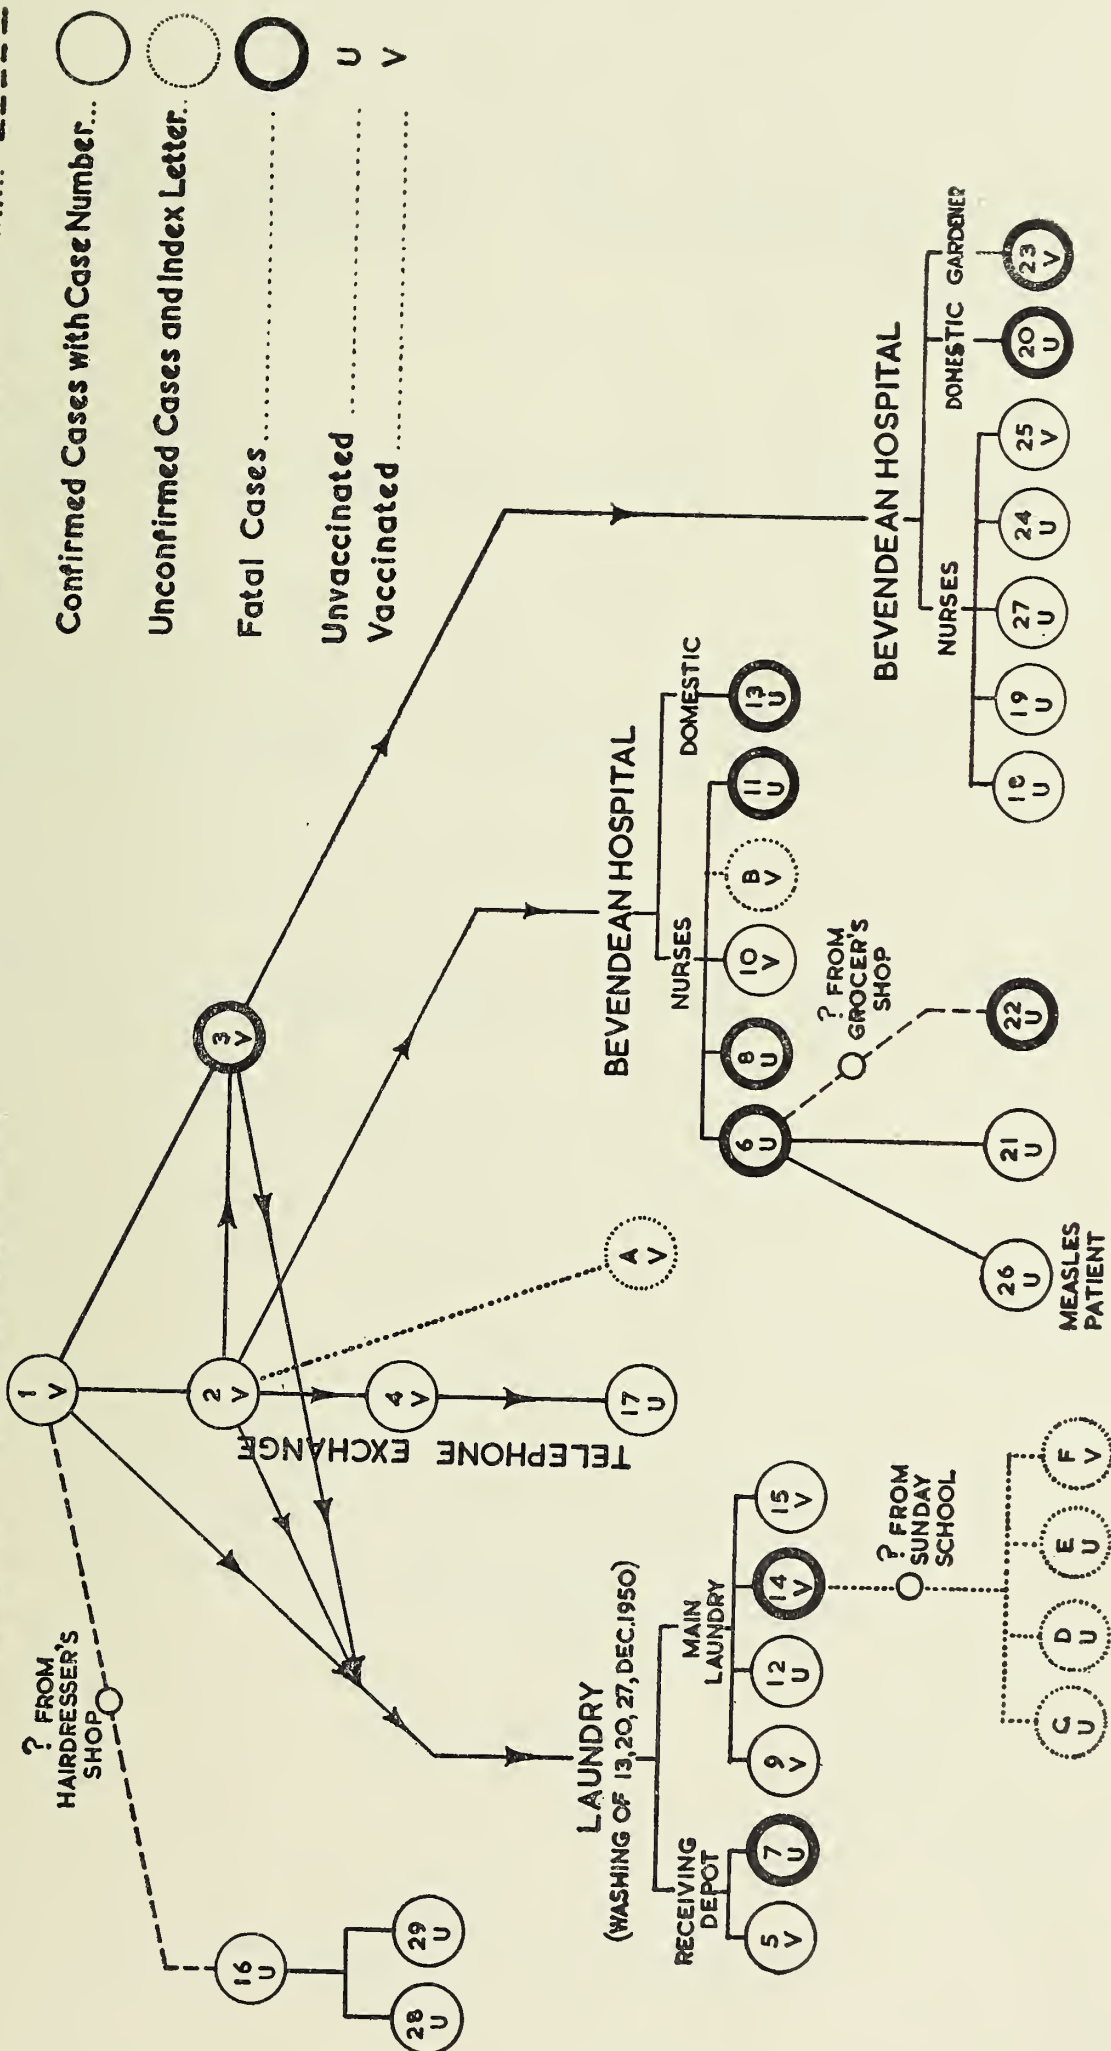 Confirmed Cases with Case Number...
Unconfirmed Cases and Index Letter..
Fatal Cases
Unvaccinated U
Vaccinated V
1
V
? FROM
HAIRDRESSER'S
SHOP
2
V
3
V
16
U
28
U
29
U
4
V
TELEPHONE EXCHANGE
17
U
A
V
LAUNDRY
(WASHING OF 13,20,27,DEC.1950)
RECEIVING
DEPOT
MAIN
LAUNDRY
5
V
7
U
9
V
12
U
14
V
15
V
? FROM
SUNDAY
SCHOOL
D
U
E
U
F
V
BEVENDEAN HOSPITAL
NURSES
DOMESTIC
6
U
8
U
10
V
B
V
11
U
13
U
? FROM
GROCER'S
SHOP
26
U
MEASLES
PATIENT
21
U
22
U
BEVENDEAN HOSPITAL
NURSES
DOMESTIC
GARDENER
18
U
19
U
27
U
24
U
25
V
20
U
23
V